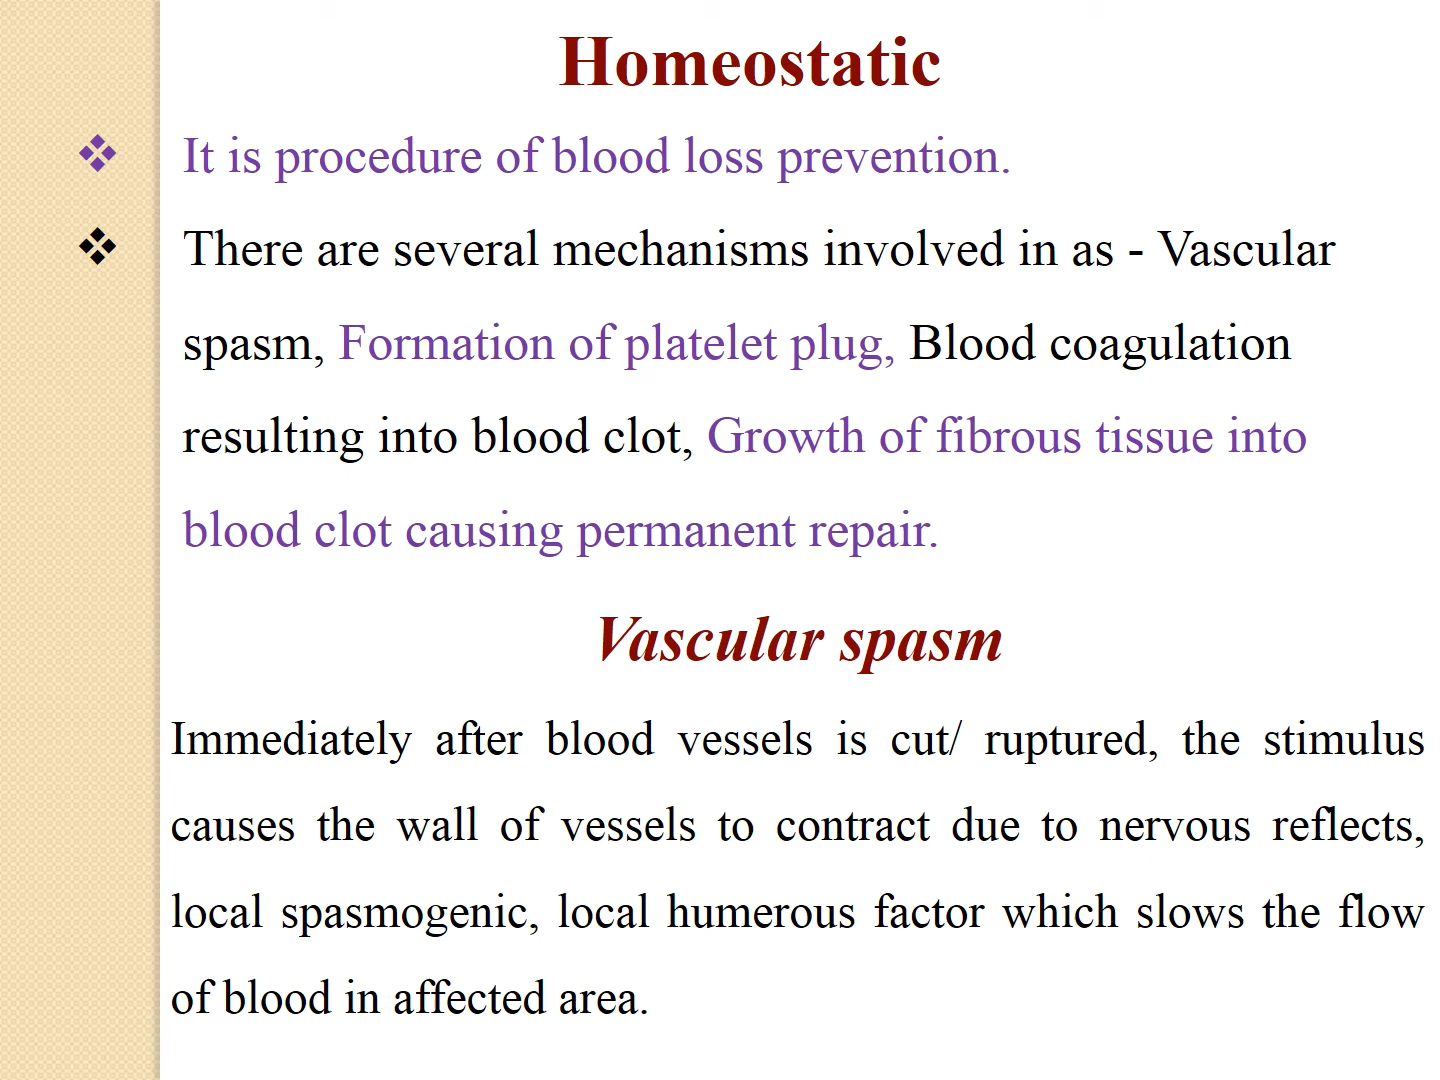 Homeostatic
❖ It is procedure of blood loss prevention.
❖ There are several mechanisms involved in as - Vascular
spasm, Formation of platelet plug, Blood coagulation
resulting into blood clot, Growth of fibrous tissue into
blood clot causing permanent repair.
Vascular spasm
Immediately after blood vessels is cut/ ruptured, the stimulus
causes the wall of vessels to contract due to nervous reflects,
local spasmogenic, local humerous factor which slows the flow
of blood in affected area.